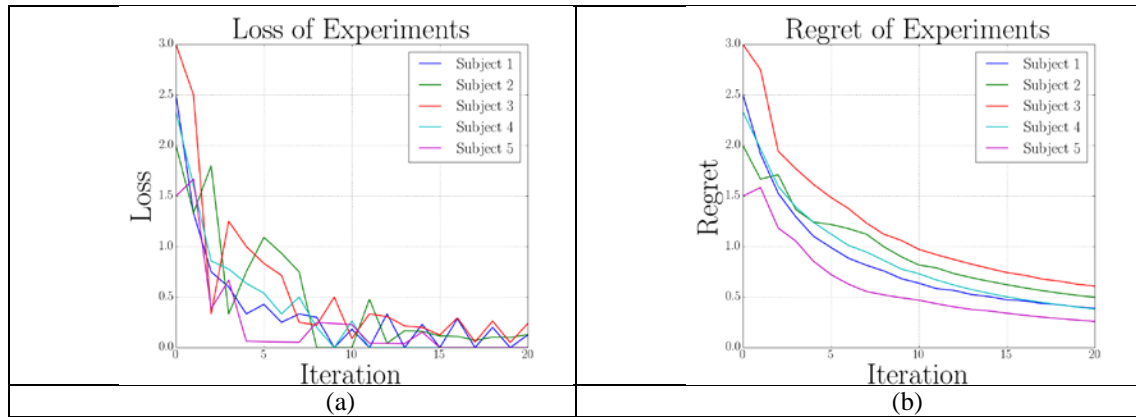 Loss of Experiments
3.0
2.5
2.0
1.5
1.0
0.5
0.0
0
5
10
15
20
Loss
Iteration
Subject 1
Subject 2
Subject 3
Subject 4
Subject 5
(a)
Regret of Experiments
3.0
2.5
2.0
1.5
1.0
0.5
0.0
0
5
10
15
20
Regret
Iteration
Subject 1
Subject 2
Subject 3
Subject 4
Subject 5
(b)